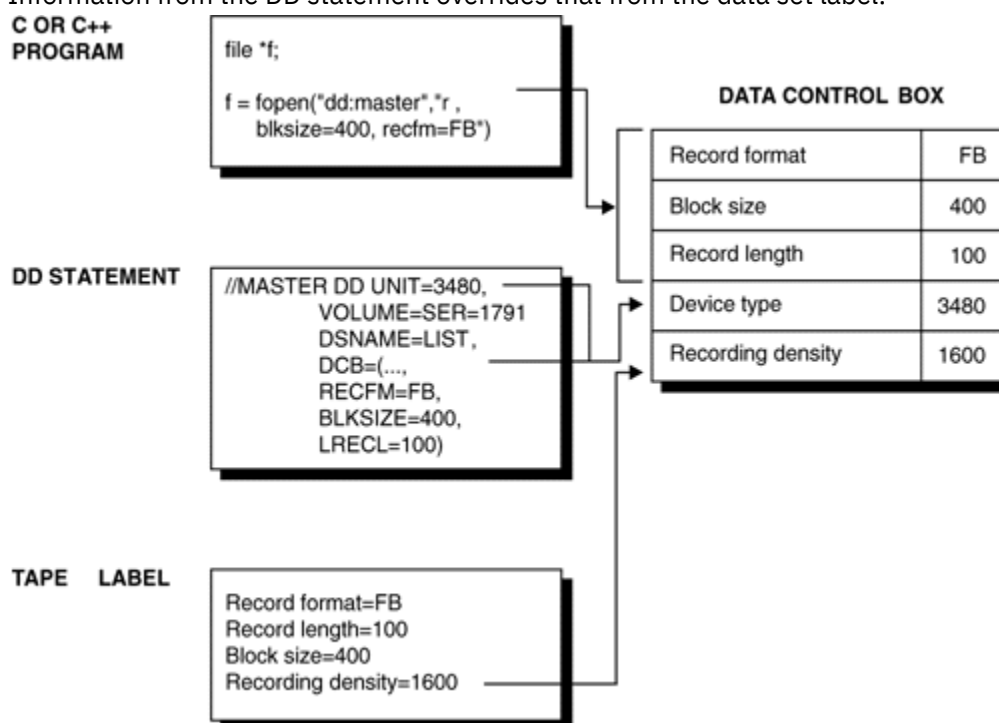 Information from the DD statement overrides that from the data set label.
C OR C++
PROGRAM
file *f;
f = fopen("dd:master","r ,
blksize=400, recfm=FB")
DATA CONTROL BOX
Record format FB
Block size 400
Record length 100
Device type 3480
Recording density 1600
DD STATEMENT
//MASTER DD UNIT=3480,
VOLUME=SER=1791
DSNAME=LIST,
DCB=(...,
RECFM=FB,
BLKSIZE=400,
LRECL=100)
TAPE LABEL
Record format=FB
Record length=100
Block size=400
Recording density=1600